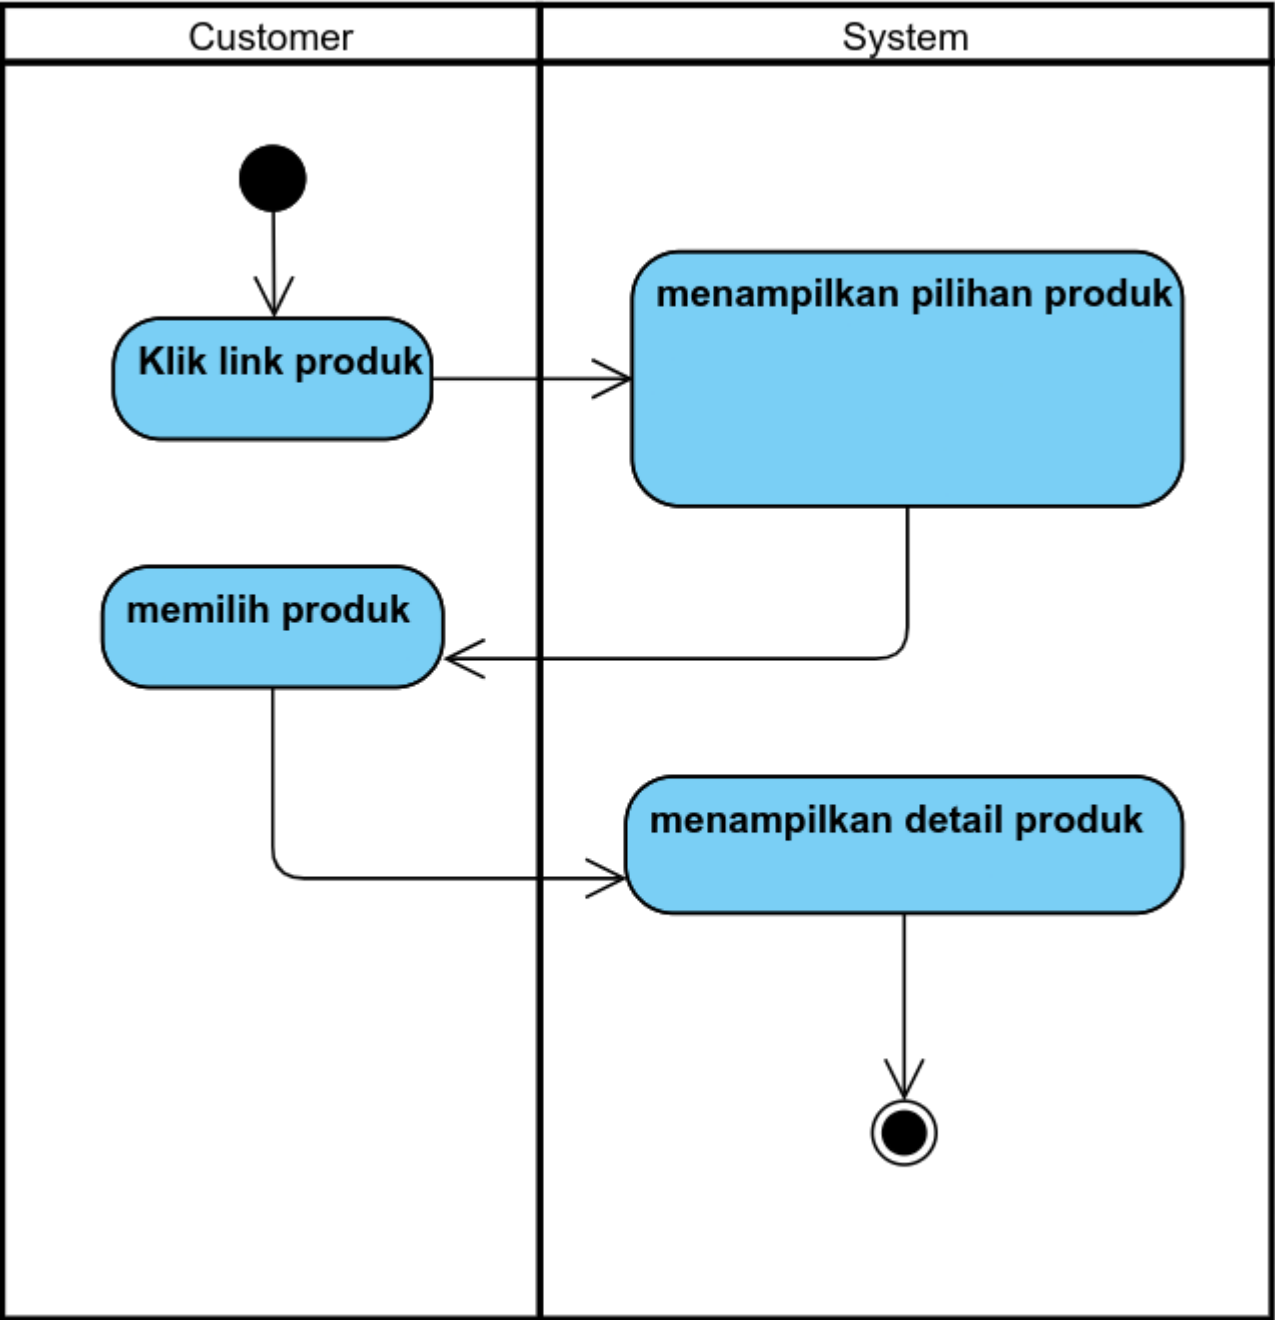 Customer
System
Klik link produk
menampilkan pilihan produk
memilih produk
menampilkan detail produk